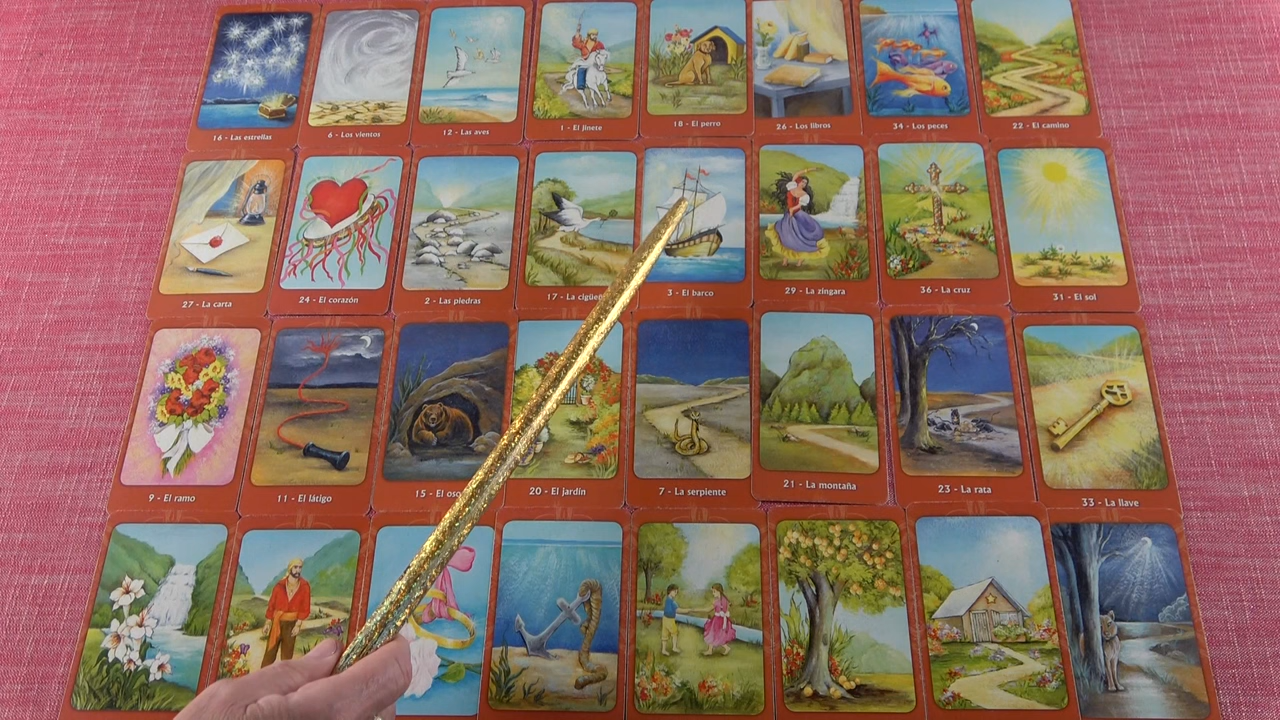 16 - Las estrellas
6 - Los vientos
12 - Las aves
1 - El jinete
18 - El perro
26 - Los libros
34 - Los peces
22 - El camino
27 - La carta
24 - El corazón
2 - Las piedras
17 - La
3 - El barco
29 - La zíngara
36 - La cruz
31 - El sol
9 - El ramo
11 - El látigo
15 - El oso
20 - El jardín
7 - La serpiente
21 - La montaña
23 - La rata
33 - La llave